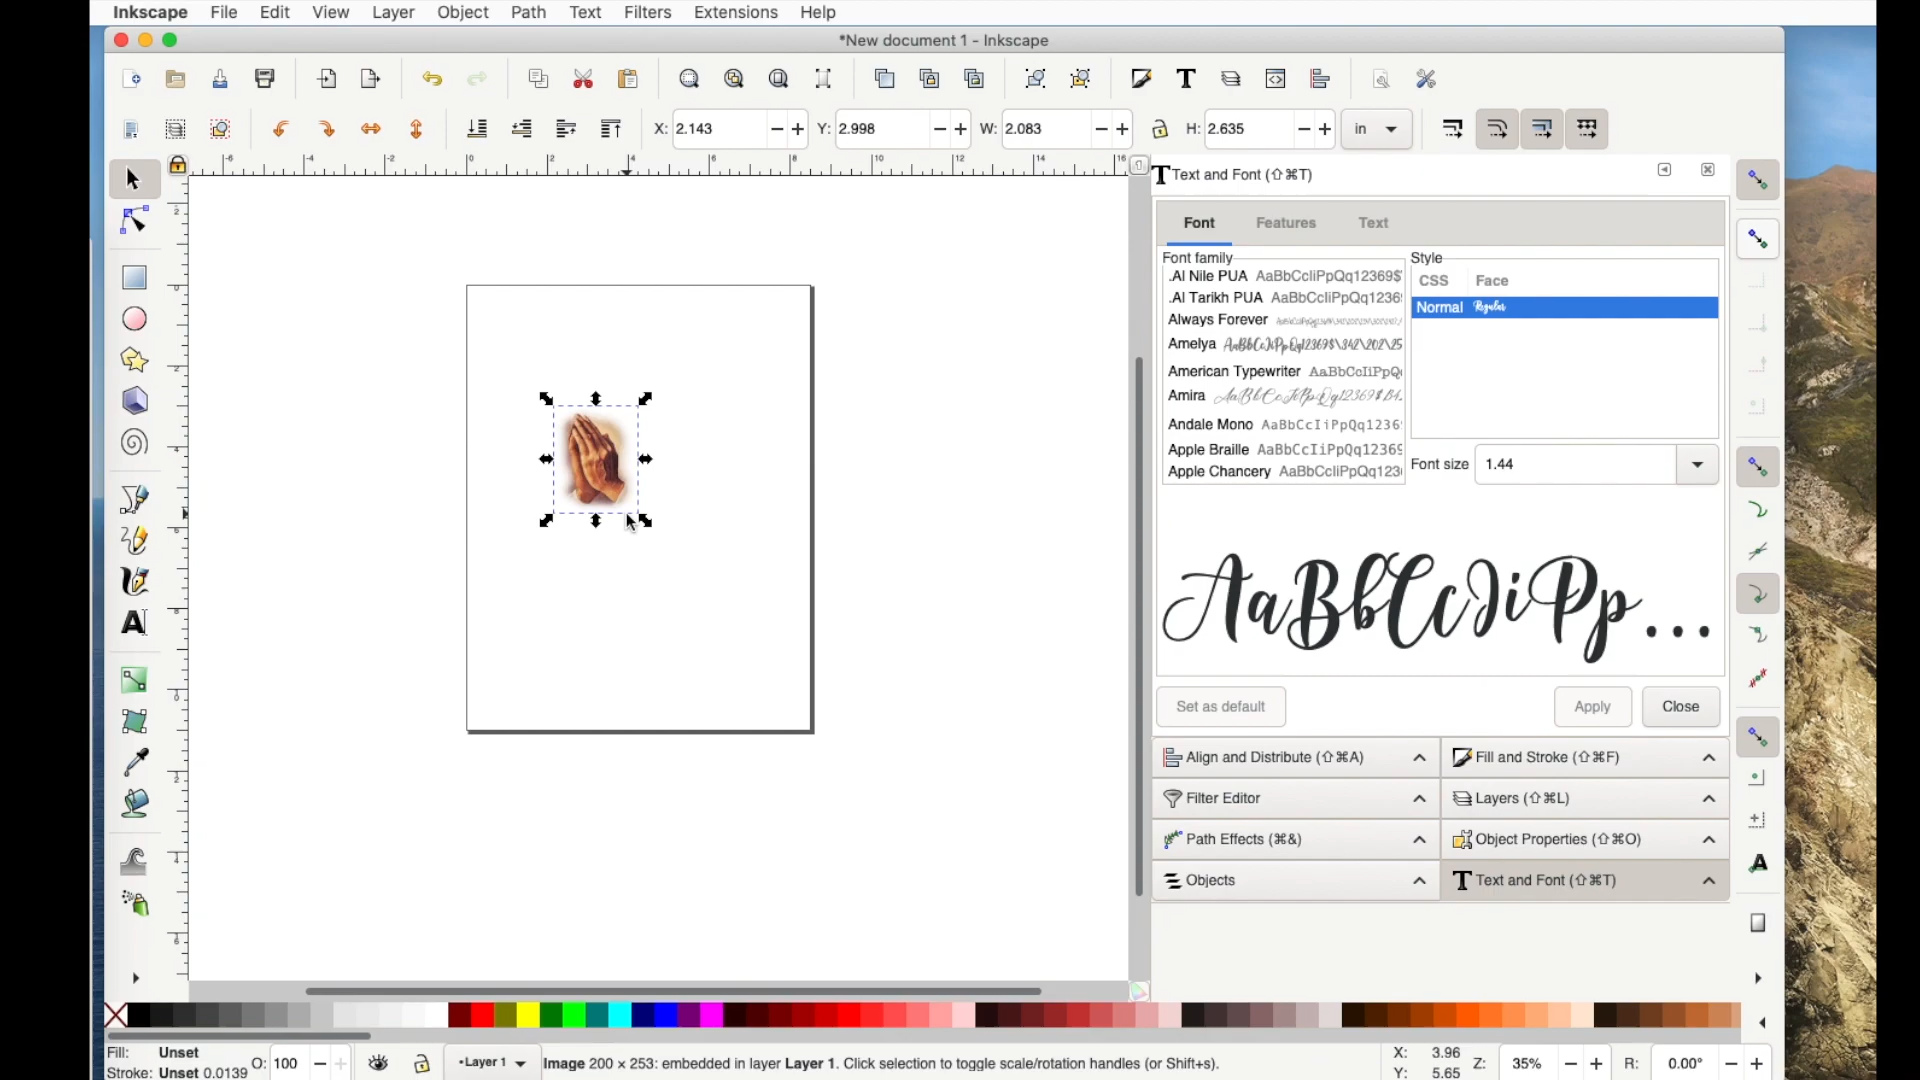 Inkscape File Edit View Layer Object Path Text Filters Extensions Help
*New document 1 - Inkscape
X: 2.143 Y: 2.998 W: 2.083 H: 2.635 in
Text and Font (⇧⌘T)
Font Features Text
Font family
.Al Nile PUA AaBbCcIiPpQq12369$
.Al Tarikh PUA AaBbCcIiPpQq1236
Always Forever
Amelya
American Typewriter AaBbCcIiPpQ
Amira
Andale Mono AaBbCcIiPpQq1236
Apple Braille AaBbCcIiPpQq12369
Apple Chancery AaBbCcIiPpQq123
Style
CSS Face
Normal Regular
Font size 1.44
AaBbCcIiPp...
Set as default Apply Close
Align and Distribute (⇧⌘A) Fill and Stroke (⇧⌘F)
Filter Editor Layers (⇧⌘L)
Path Effects (⌘&) Object Properties (⇧⌘O)
Objects Text and Font (⇧⌘T)
Fill: Unset
Stroke: Unset 0.0139 O: 100
•Layer 1
Image 200 × 253: embedded in layer Layer 1. Click selection to toggle scale/rotation handles (or Shift+s).
X: 3.96
Y: 5.65
Z: 35% R: 0.00°